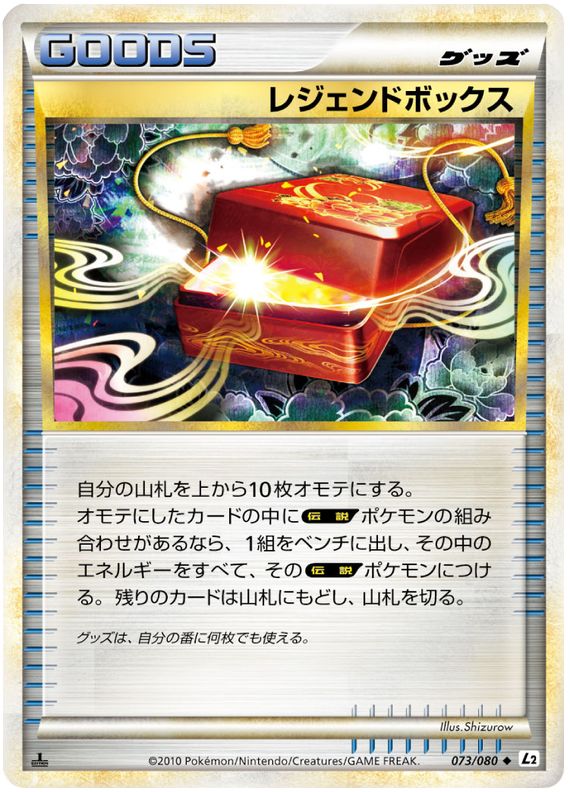 GOODS
グッズ
レジェンドボックス
自分の山札を上から10枚オモテにする。
オモテにしたカードの中に伝説ポケモンの組み
合わせがあるなら、1組をベンチに出し、その中の
エネルギーをすべて、その伝説ポケモンにつけ
る。残りのカードは山札にもどし、山札を切る。
グッズは、自分の番に何枚でも使える。
Illus.Shizurow
1 EDITION
©2010 Pokémon/Nintendo/Creatures/GAME FREAK.
073/080 ◆ L2